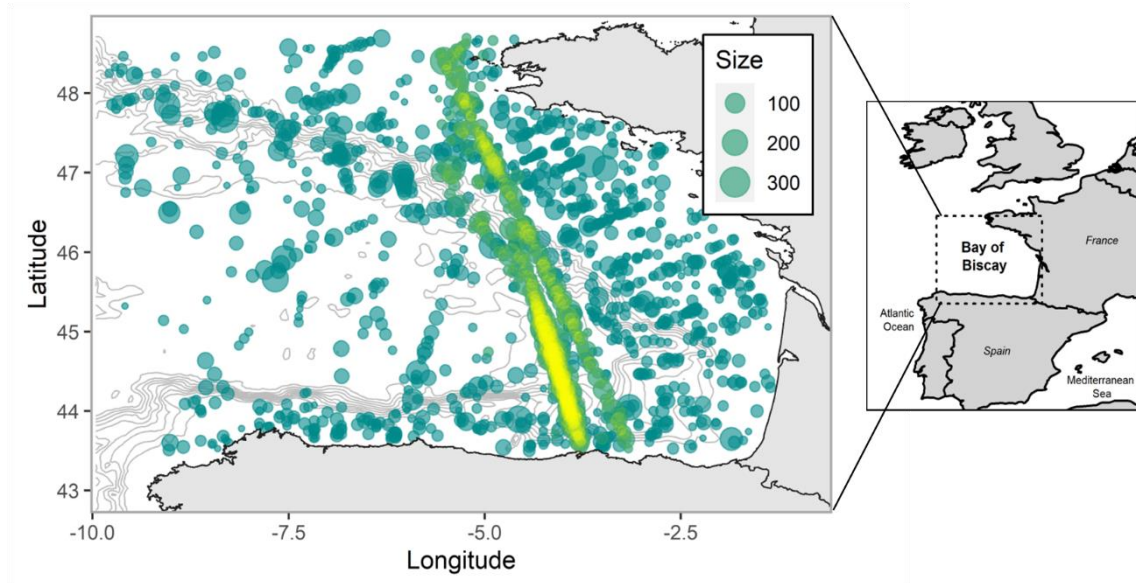 48
47
46
45
44
43
Latitude
-10.0
-7.5
-5.0
-2.5
Longitude
Size
100
200
300
Bay of
Biscay
France
Atlantic
Ocean
Spain
Mediterranean
Sea